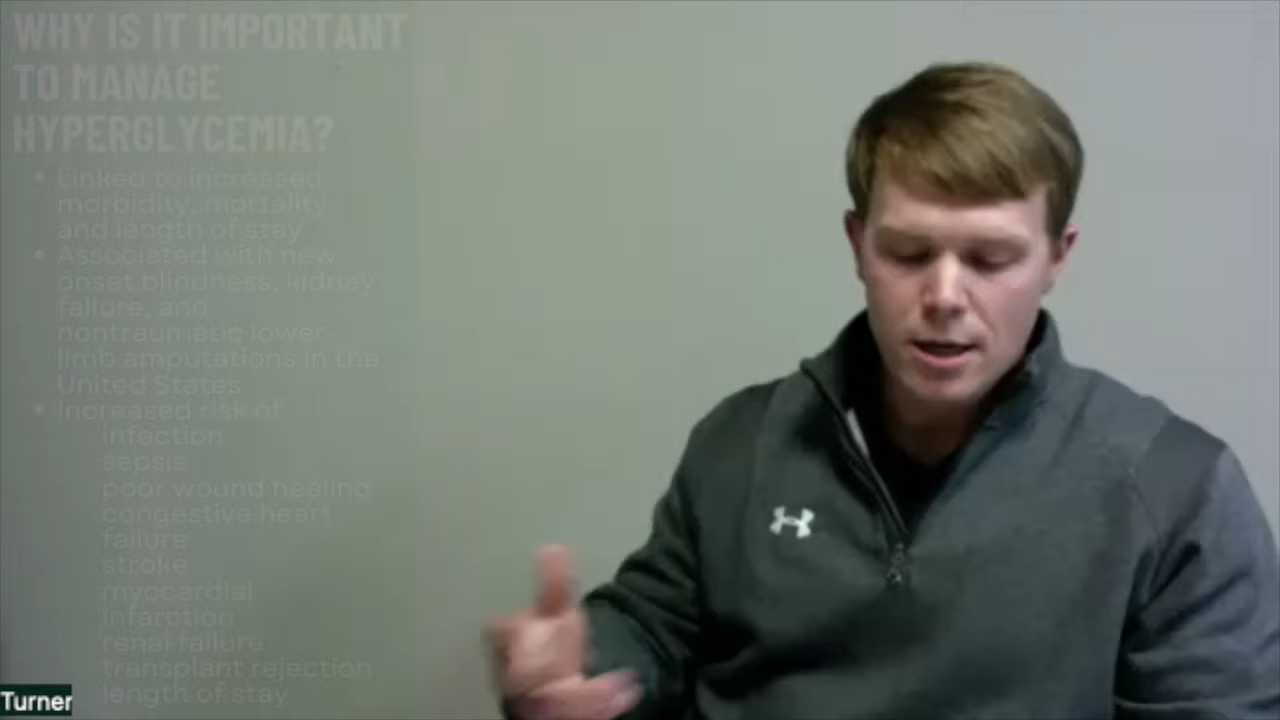 WHY IS IT IMPORTANT
TO MANAGE
HYPERGLYCEMIA?
• Linked to increased
morbidity, mortality
and length of stay
• Associated with new
onset blindness, kidney
failure, and
nontraumatic lower
limb amputations in the
United States
• Increased risk of
infection
sepsis
poor wound healing
congestive heart
failure
stroke
myocardial
infarction
renal failure
transplant rejection
length of stay
Turner